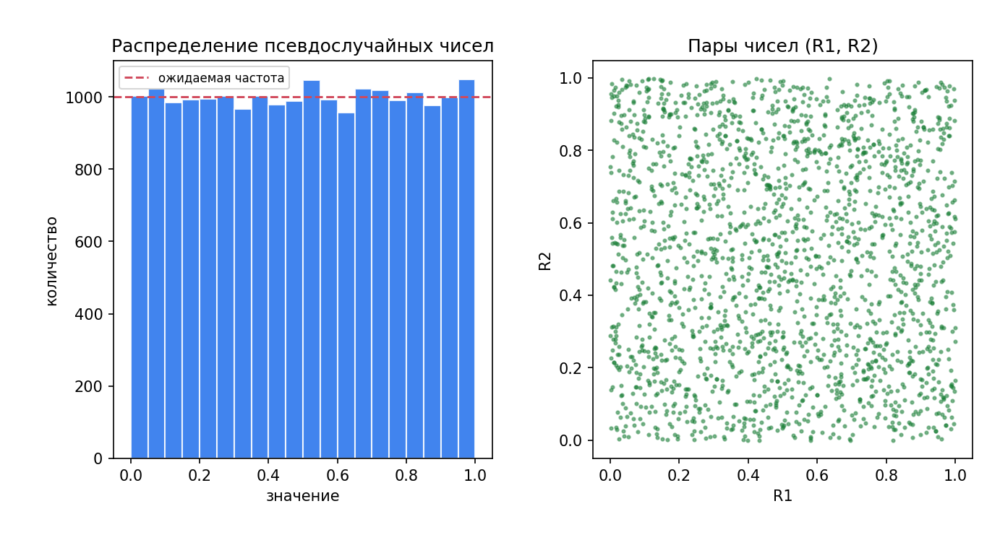 Распределение псевдослучайных чисел
ожидаемая частота
1000
800
600
400
200
0
количество
0.0 0.2 0.4 0.6 0.8 1.0
значение
Пары чисел (R1, R2)
1.0
0.8
0.6
0.4
0.2
0.0
R2
0.0 0.2 0.4 0.6 0.8 1.0
R1